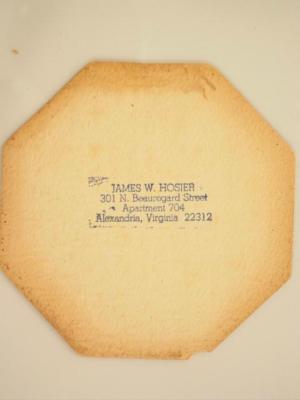 JAMES W. HOSIER
301 N. Beauregard Street
Apartment 704
Alexandria, Virginia 22312